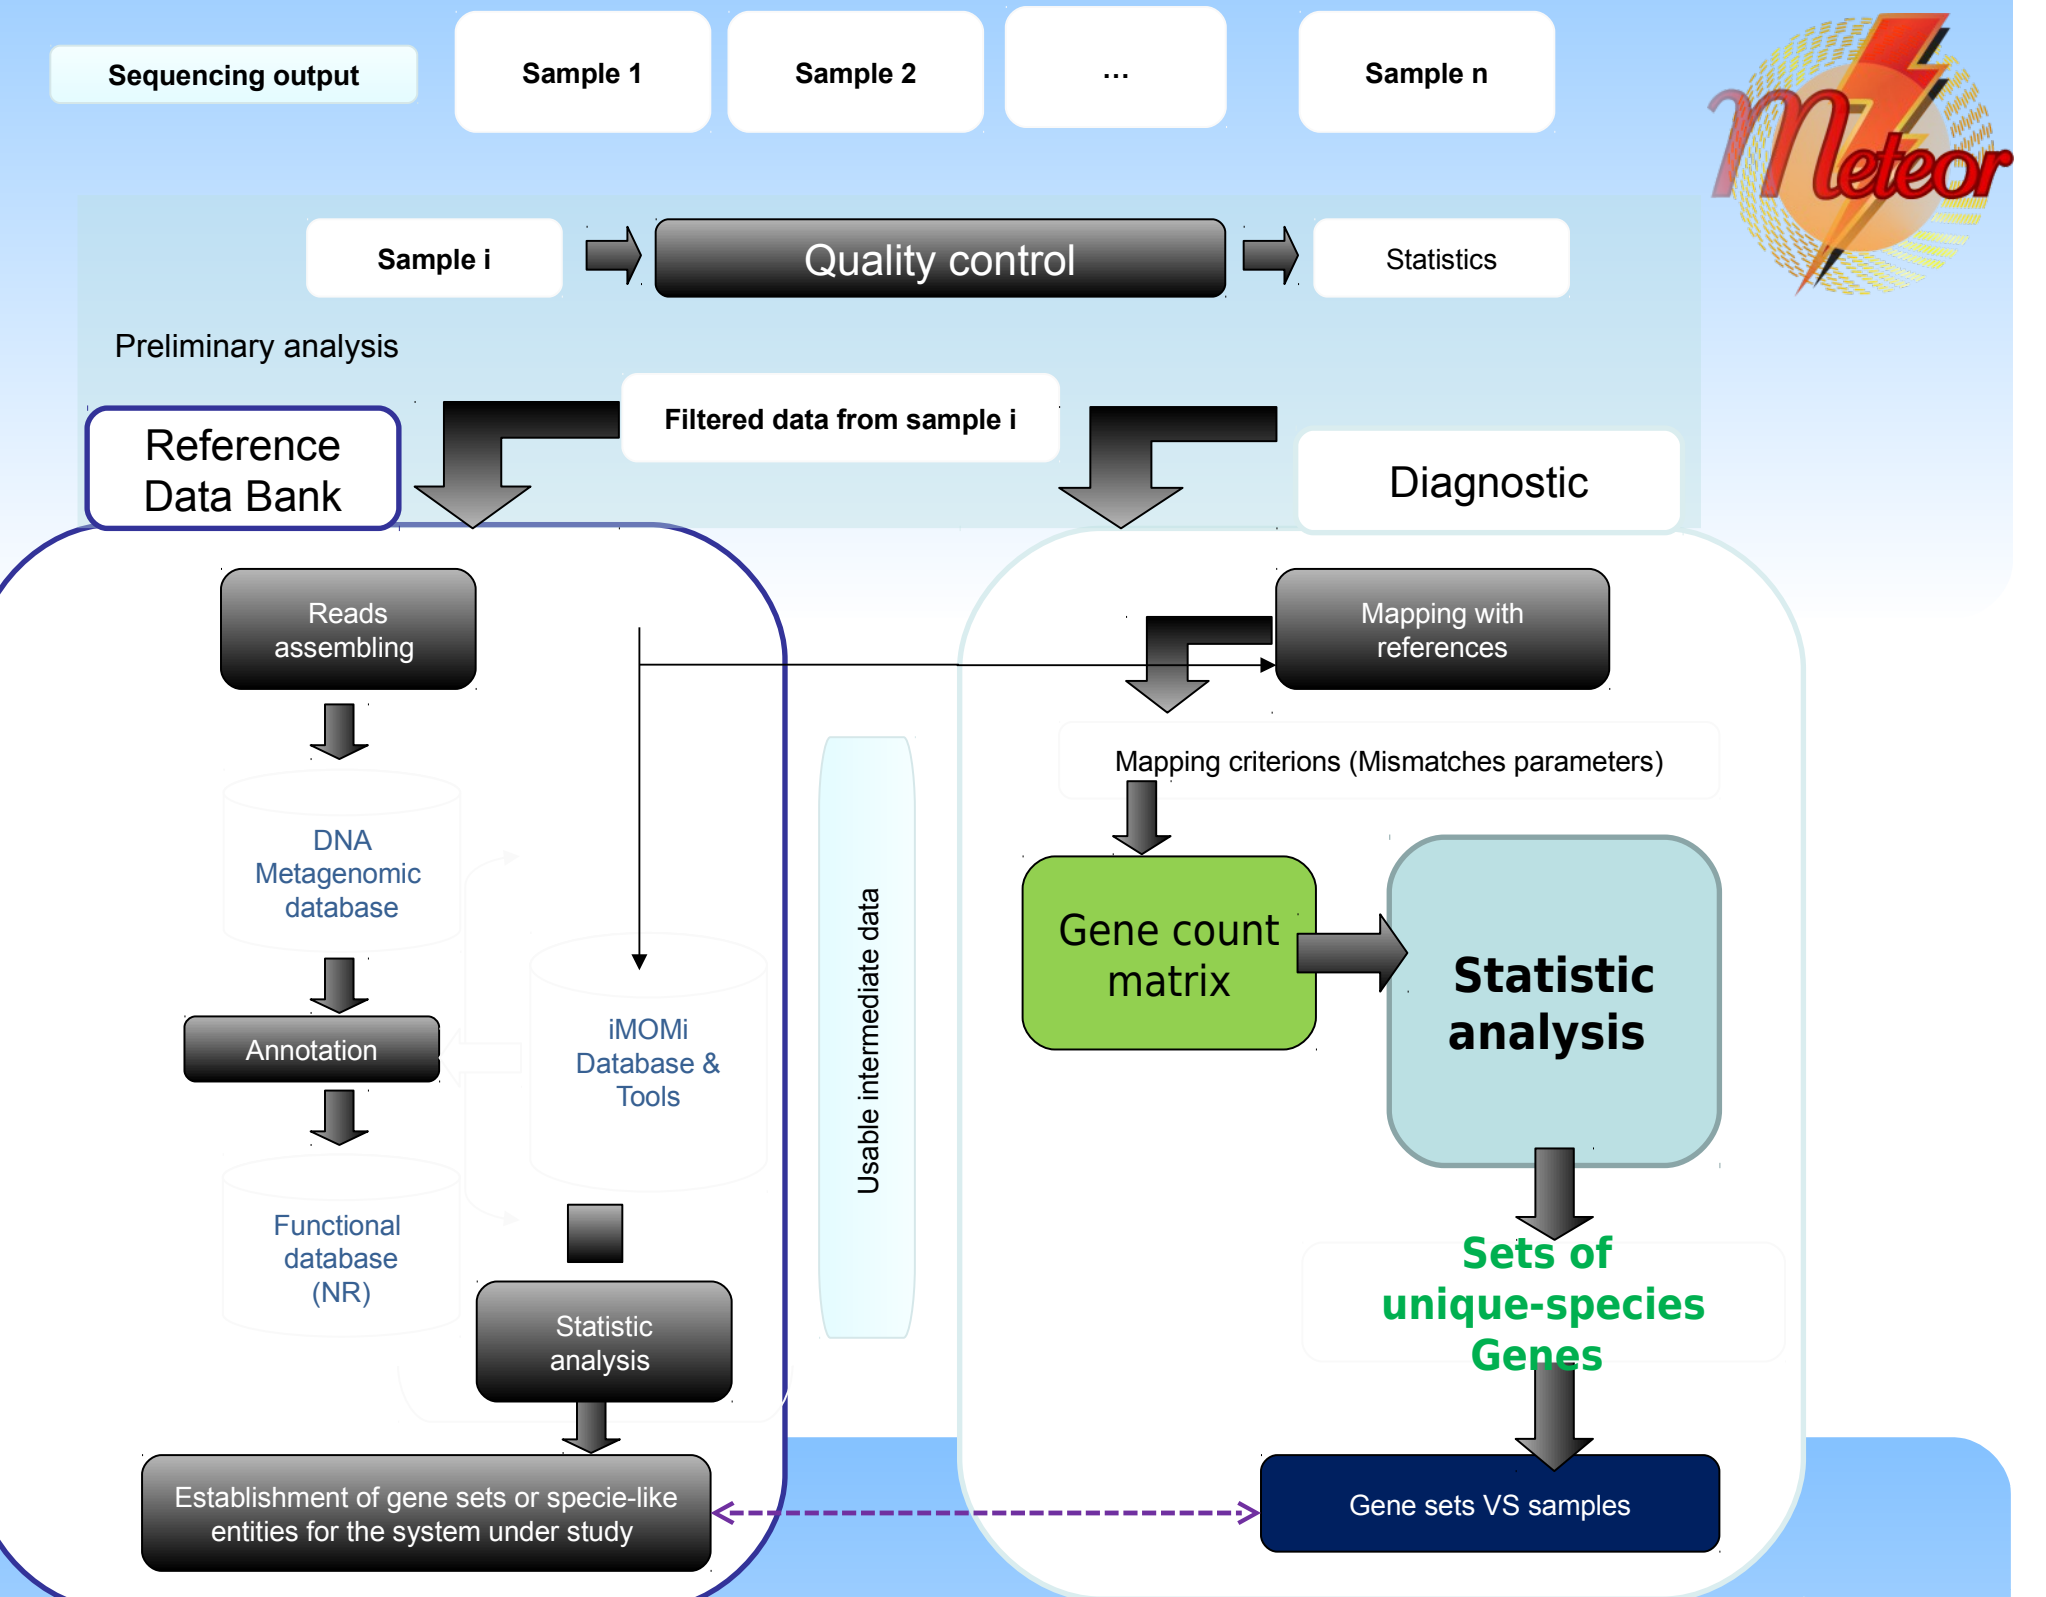 Sequencing output
Sample 1
Sample 2
...
Sample n
Meteor
Sample i
Quality control
Statistics
Preliminary analysis
Filtered data from sample i
Reference
Data Bank
Diagnostic
Reads
assembling
Mapping with
references
Mapping criterions (Mismatches parameters)
DNA
Metagenomic
database
Usable intermediate data
Gene count
matrix
Statistic
analysis
Annotation
iMOMi
Database &
Tools
Functional
database
(NR)
Sets of
unique-species
Genes
Statistic
analysis
Establishment of gene sets or specie-like
entities for the system under study
Gene sets VS samples